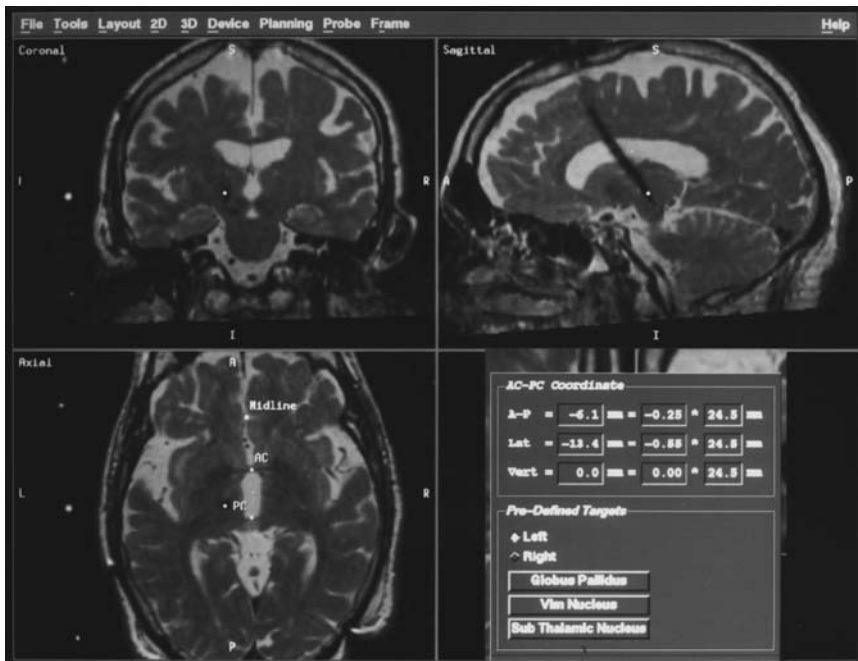 File Tools Layout 2D 3D Device Planning Probe Frame Help
Coronal S
I R
I
Sagittal S
A P
I
Axial A
Midline
AC
L R
PC
P
AC-PC Coordinate
A-P = -6.1 mm = -0.25 * 24.5 mm
Lat = -13.4 mm = -0.55 * 24.5 mm
Vert = 0.0 mm = 0.00 * 24.5 mm
Pre-Defined Targets
Left
Right
Globus Pallidus
Vim Nucleus
Sub Thalamic Nucleus